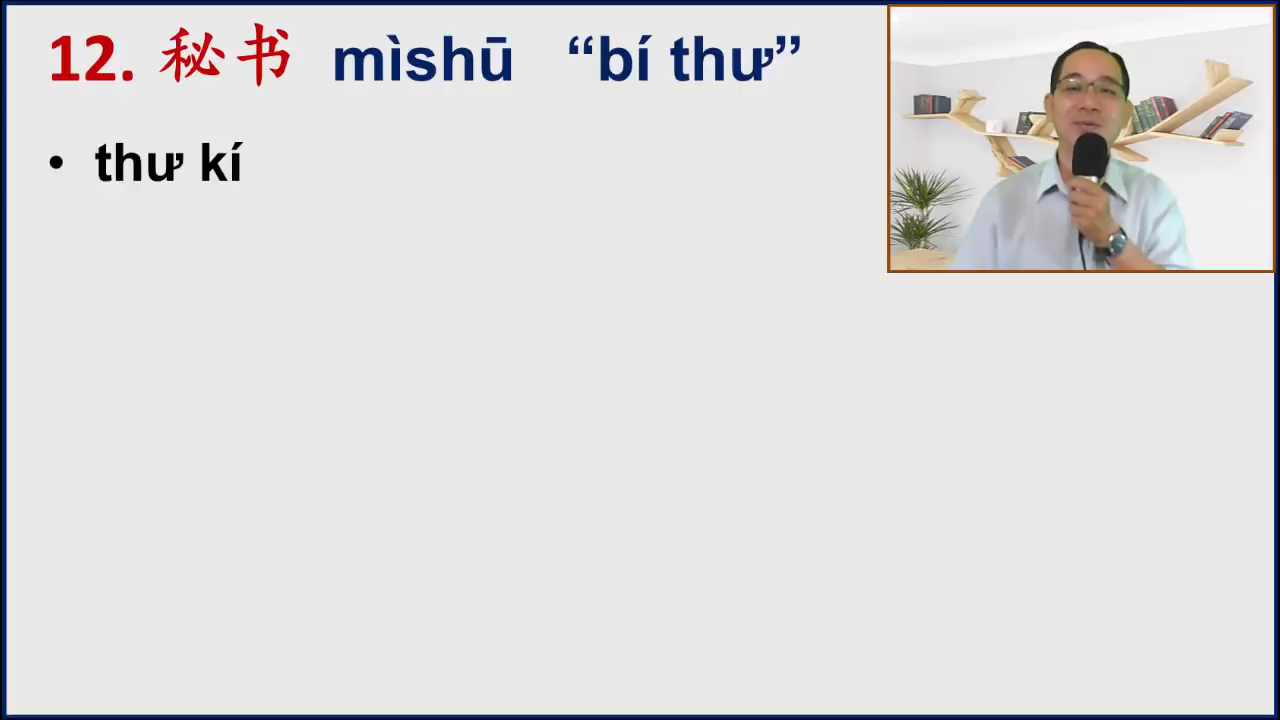 12. 秘书 mìshū “bí thư”
• thư kí